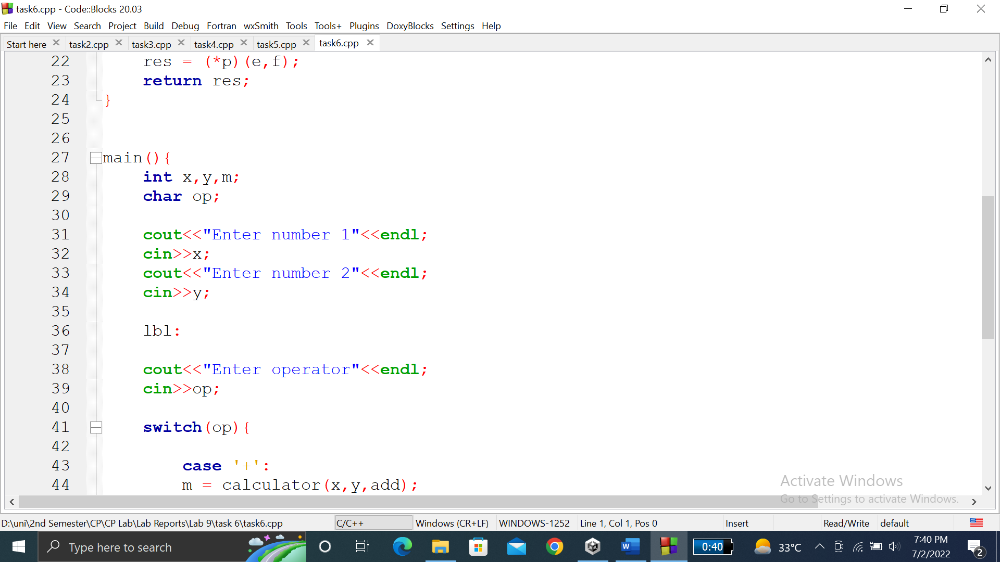 task6.cpp - Code::Blocks 20.03
File Edit View Search Project Build Debug Fortran wxSmith Tools Tools+ Plugins DoxyBlocks Settings Help
Start here task2.cpp task3.cpp task4.cpp task5.cpp task6.cpp
22 res = (*p)(e,f);
23 return res;
24 }
25
26
27 main(){
28 int x,y,m;
29 char op;
30
31 cout<<"Enter number 1"<<endl;
32 cin>>x;
33 cout<<"Enter number 2"<<endl;
34 cin>>y;
35
36 lbl:
37
38 cout<<"Enter operator"<<endl;
39 cin>>op;
40
41 switch(op){
42
43 case '+':
44 m = calculator(x,y,add);
Activate Windows
Go to Settings to activate Windows.
D:\uni\2nd Semester\CP\CP Lab\Lab Reports\Lab 9\task 6\task6.cpp C/C++ Windows (CR+LF) WINDOWS-1252 Line 1, Col 1, Pos 0 Insert Read/Write default
Type here to search 0:40 33°C 7:40 PM
7/2/2022 2